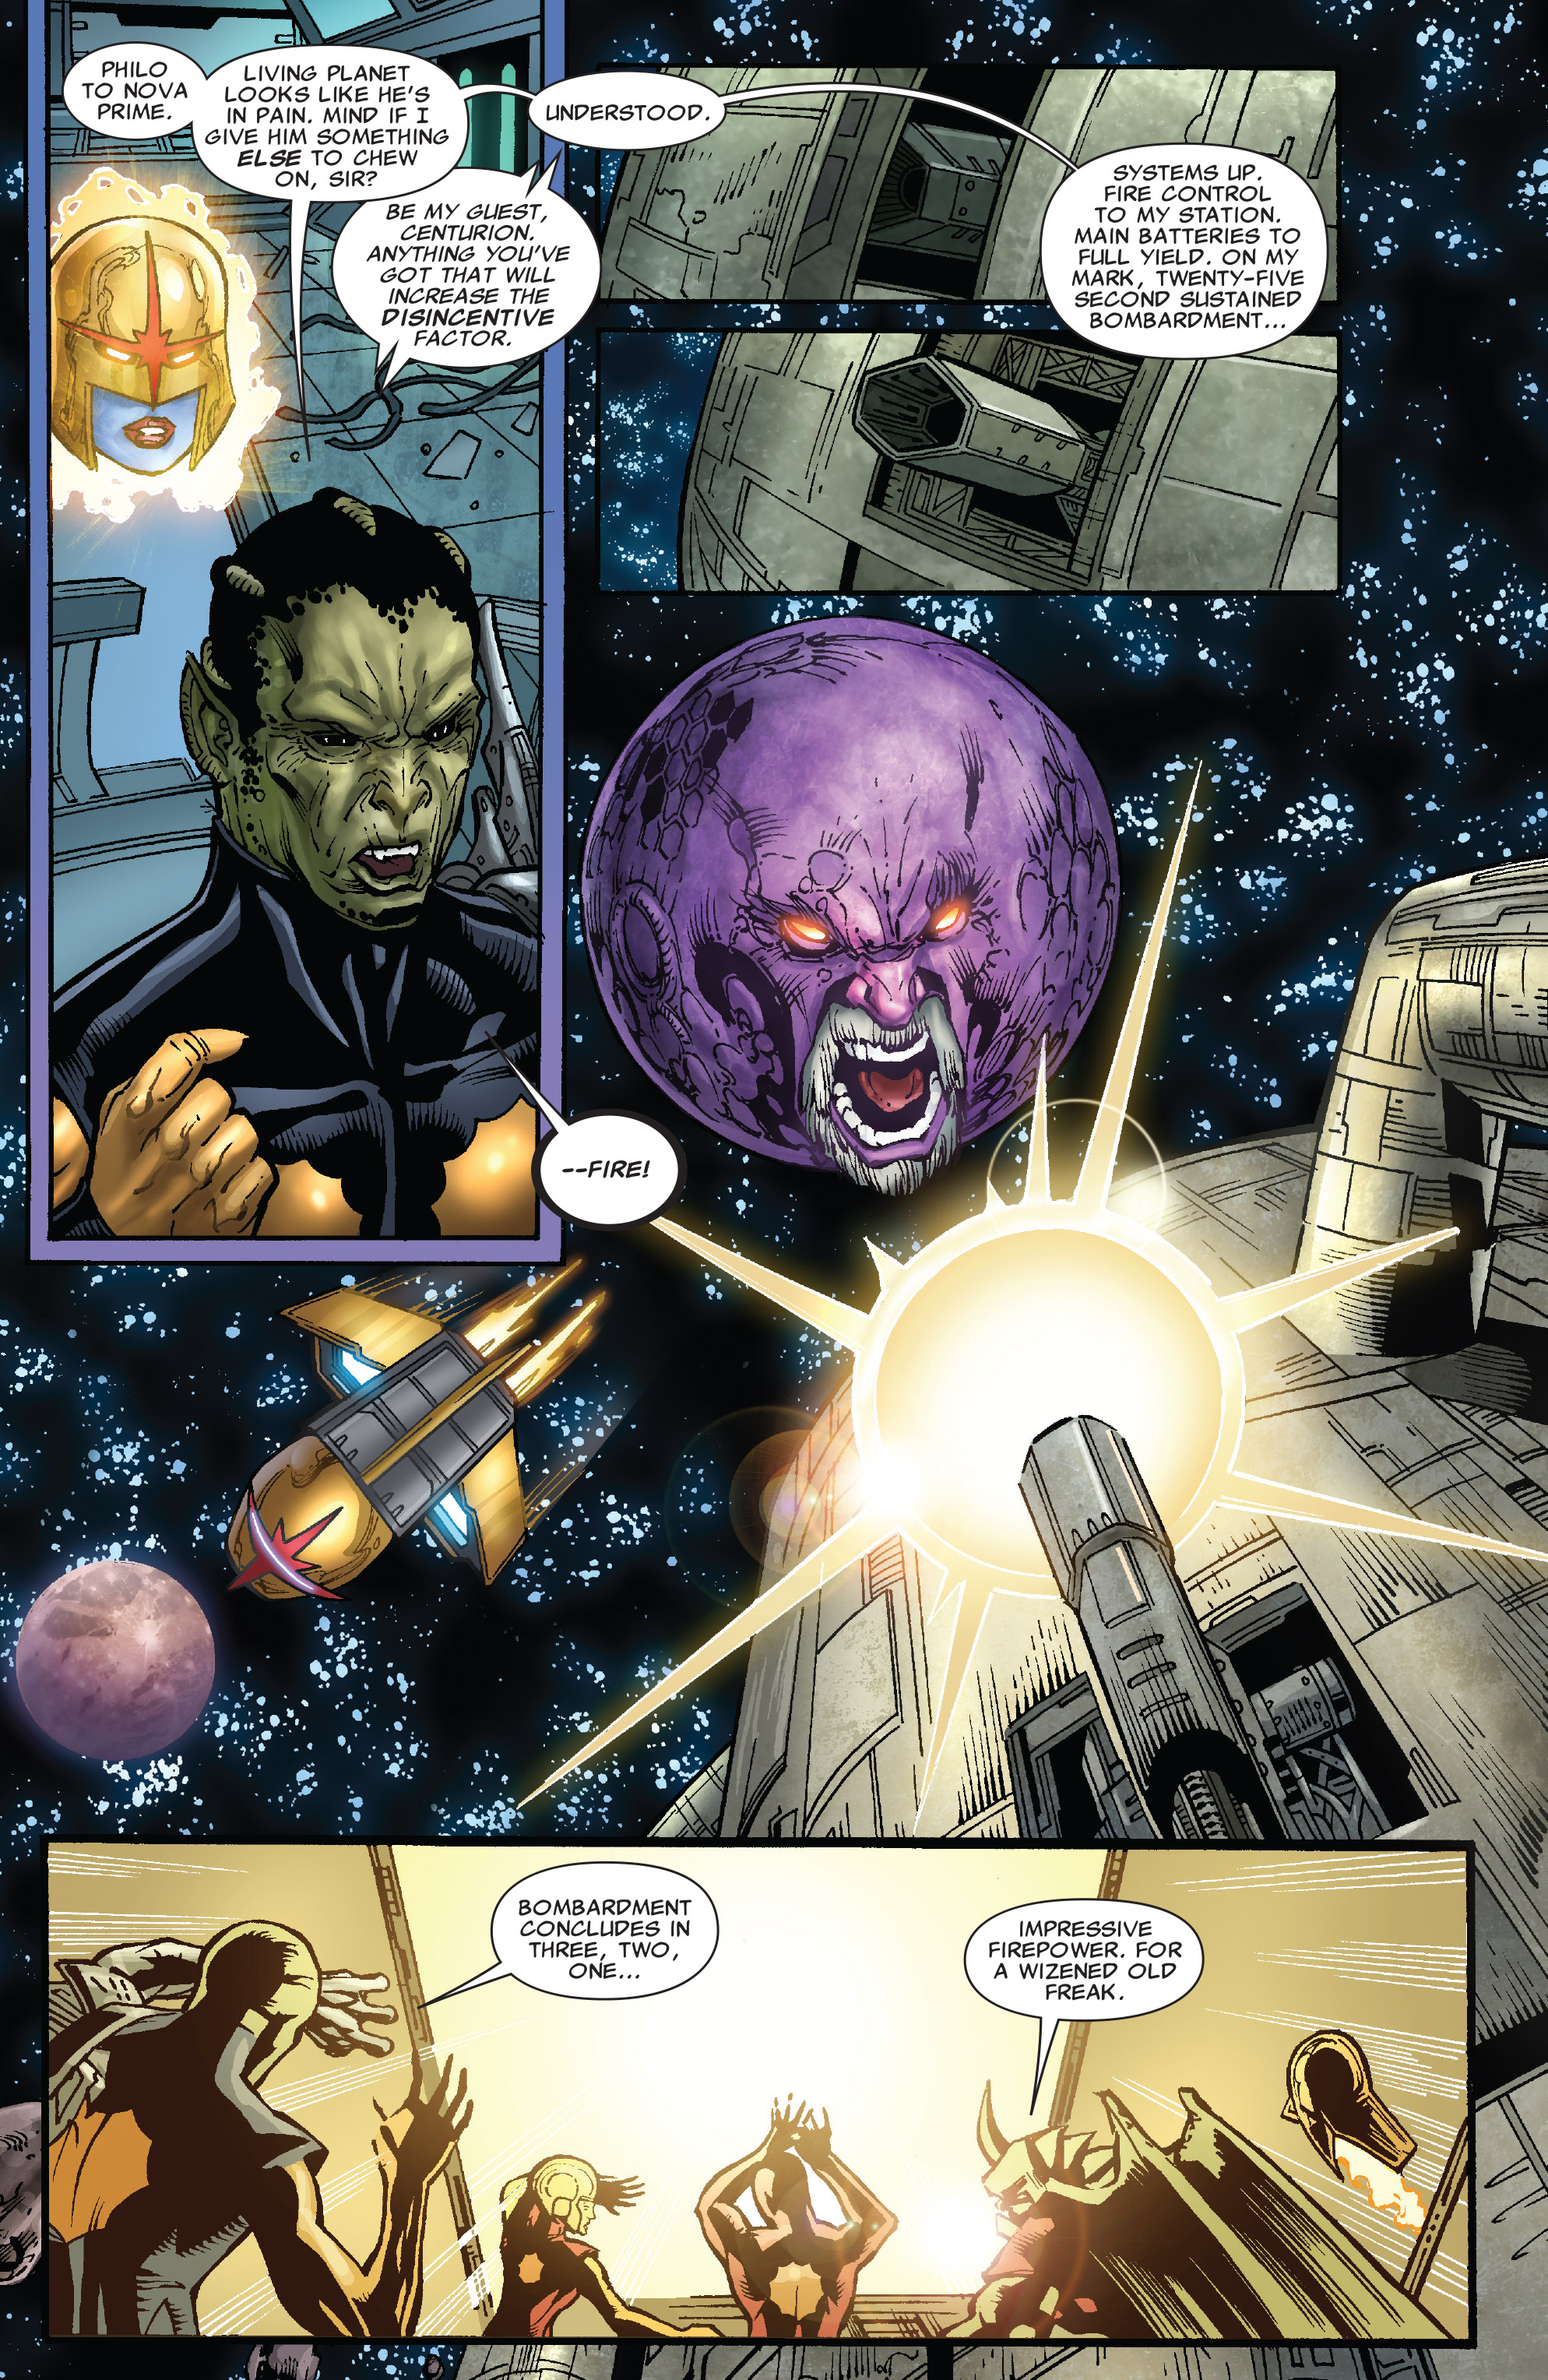 PHILO
TO NOVA
PRIME.
LIVING PLANET
LOOKS LIKE HE'S
IN PAIN. MIND IF I
GIVE HIM SOMETHING
ELSE TO CHEW
ON, SIR?
BE MY GUEST,
CENTURION.
ANYTHING YOU'VE
GOT THAT WILL
INCREASE THE
DISINCENTIVE
FACTOR.
UNDERSTOOD.
SYSTEMS UP.
FIRE CONTROL
TO MY STATION.
MAIN BATTERIES TO
FULL YIELD. ON MY
MARK, TWENTY-FIVE
SECOND SUSTAINED
BOMBARDMENT...
--FIRE!
BOMBARDMENT
CONCLUDES IN
THREE, TWO,
ONE...
IMPRESSIVE
FIREPOWER. FOR
A WIZENED OLD
FREAK.